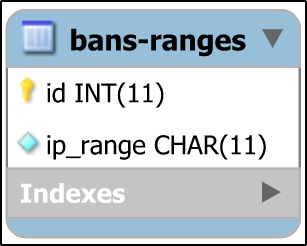 bans-ranges
id INT(11)
ip_range CHAR(11)
Indexes